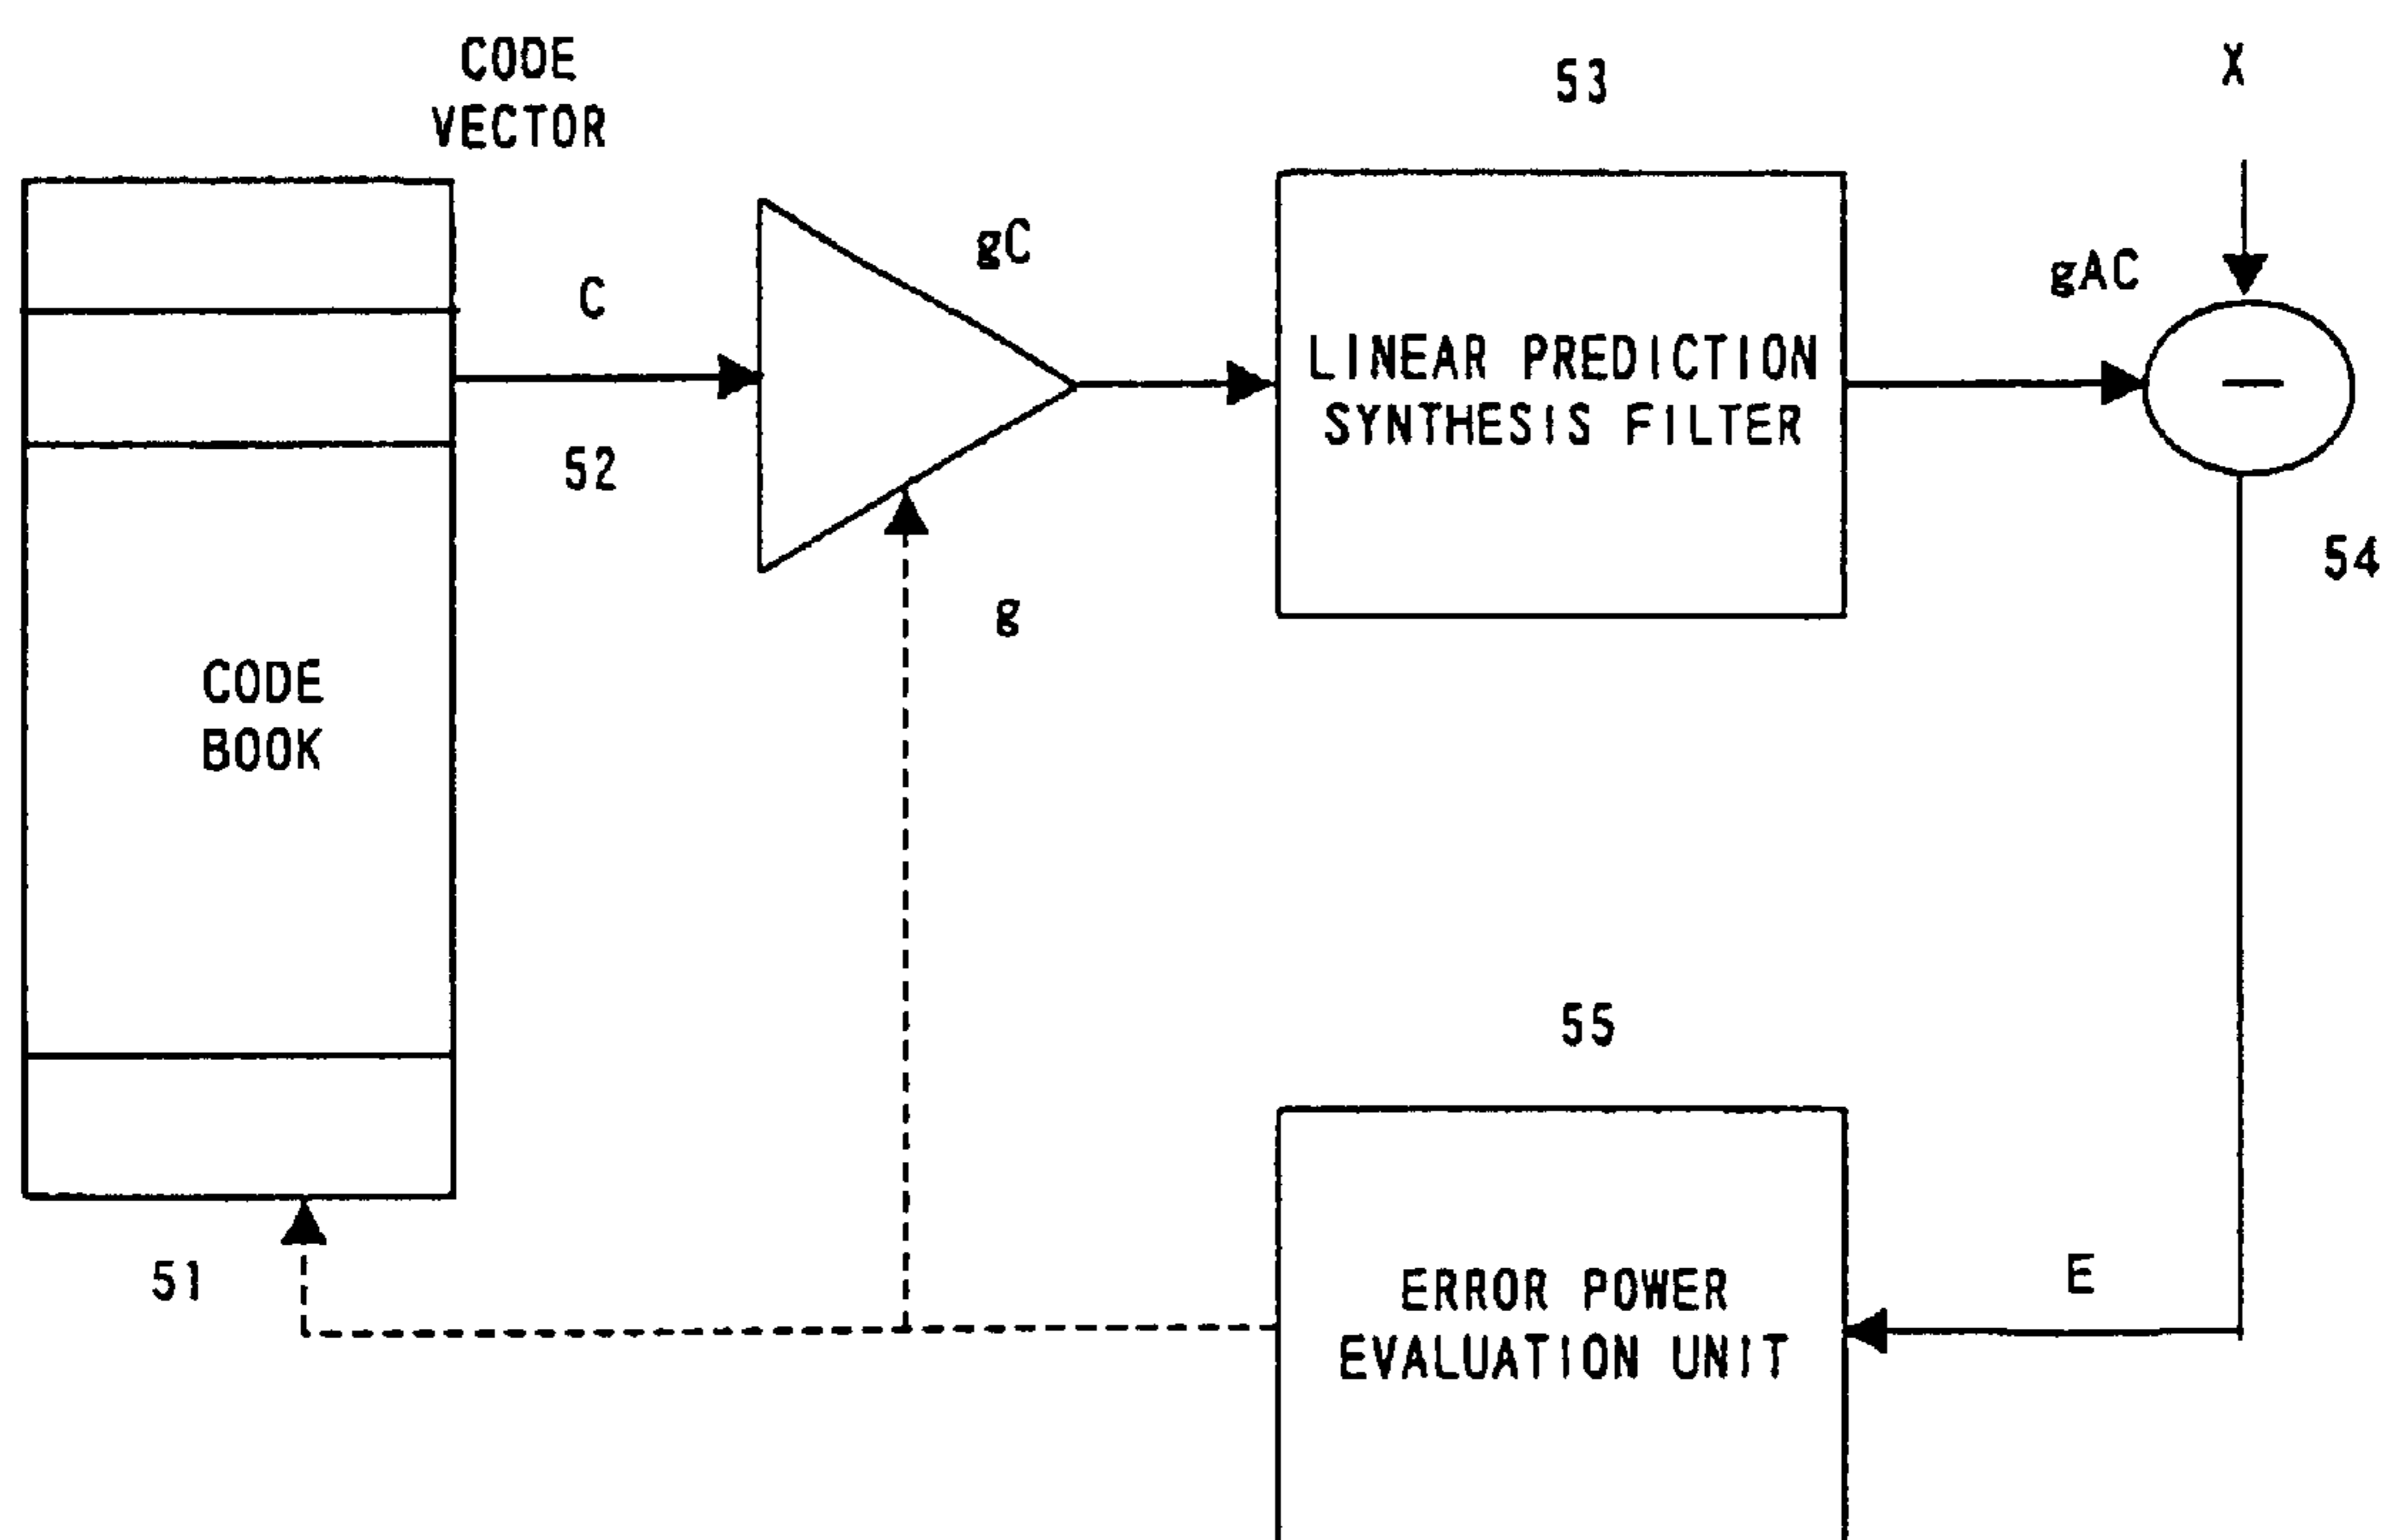 CODE
VECTOR
53
X
gC
gAC
C
LINEAR PREDICTION
SYNTHESIS FILTER
52
54
g
CODE
BOOK
55
51
E
ERROR POWER
EVALUATION UNIT